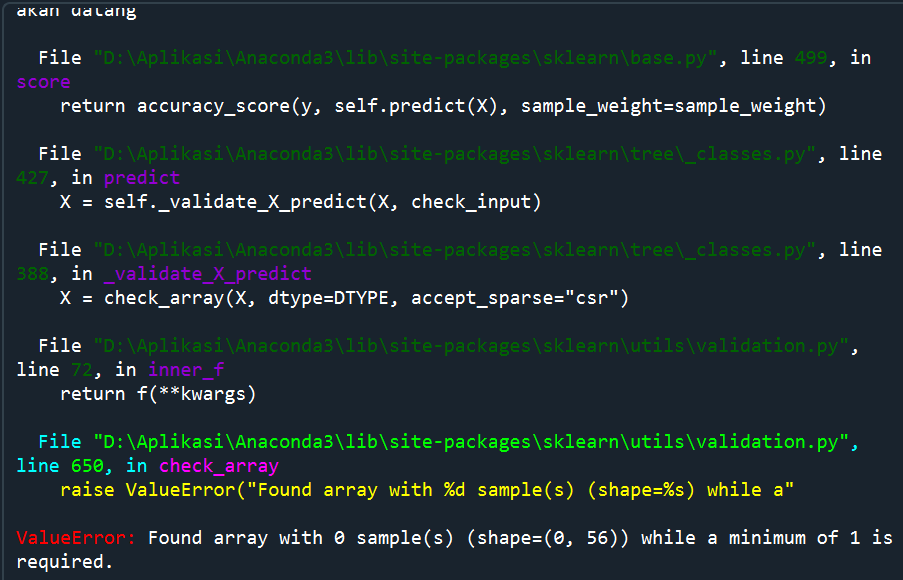 akan datang
File "D:\Aplikasi\Anaconda3\lib\site-packages\sklearn\base.py", line 499, in
score
return accuracy_score(y, self.predict(X), sample_weight=sample_weight)
File "D:\Aplikasi\Anaconda3\lib\site-packages\sklearn\tree\_classes.py", line
427, in predict
X = self._validate_X_predict(X, check_input)
File "D:\Aplikasi\Anaconda3\lib\site-packages\sklearn\tree\_classes.py", line
388, in _validate_X_predict
X = check_array(X, dtype=DTYPE, accept_sparse="csr")
File "D:\Aplikasi\Anaconda3\lib\site-packages\sklearn\utils\validation.py",
line 72, in inner_f
return f(**kwargs)
File "D:\Aplikasi\Anaconda3\lib\site-packages\sklearn\utils\validation.py",
line 650, in check_array
raise ValueError("Found array with %d sample(s) (shape=%s) while a"
ValueError: Found array with 0 sample(s) (shape=(0, 56)) while a minimum of 1 is
required.